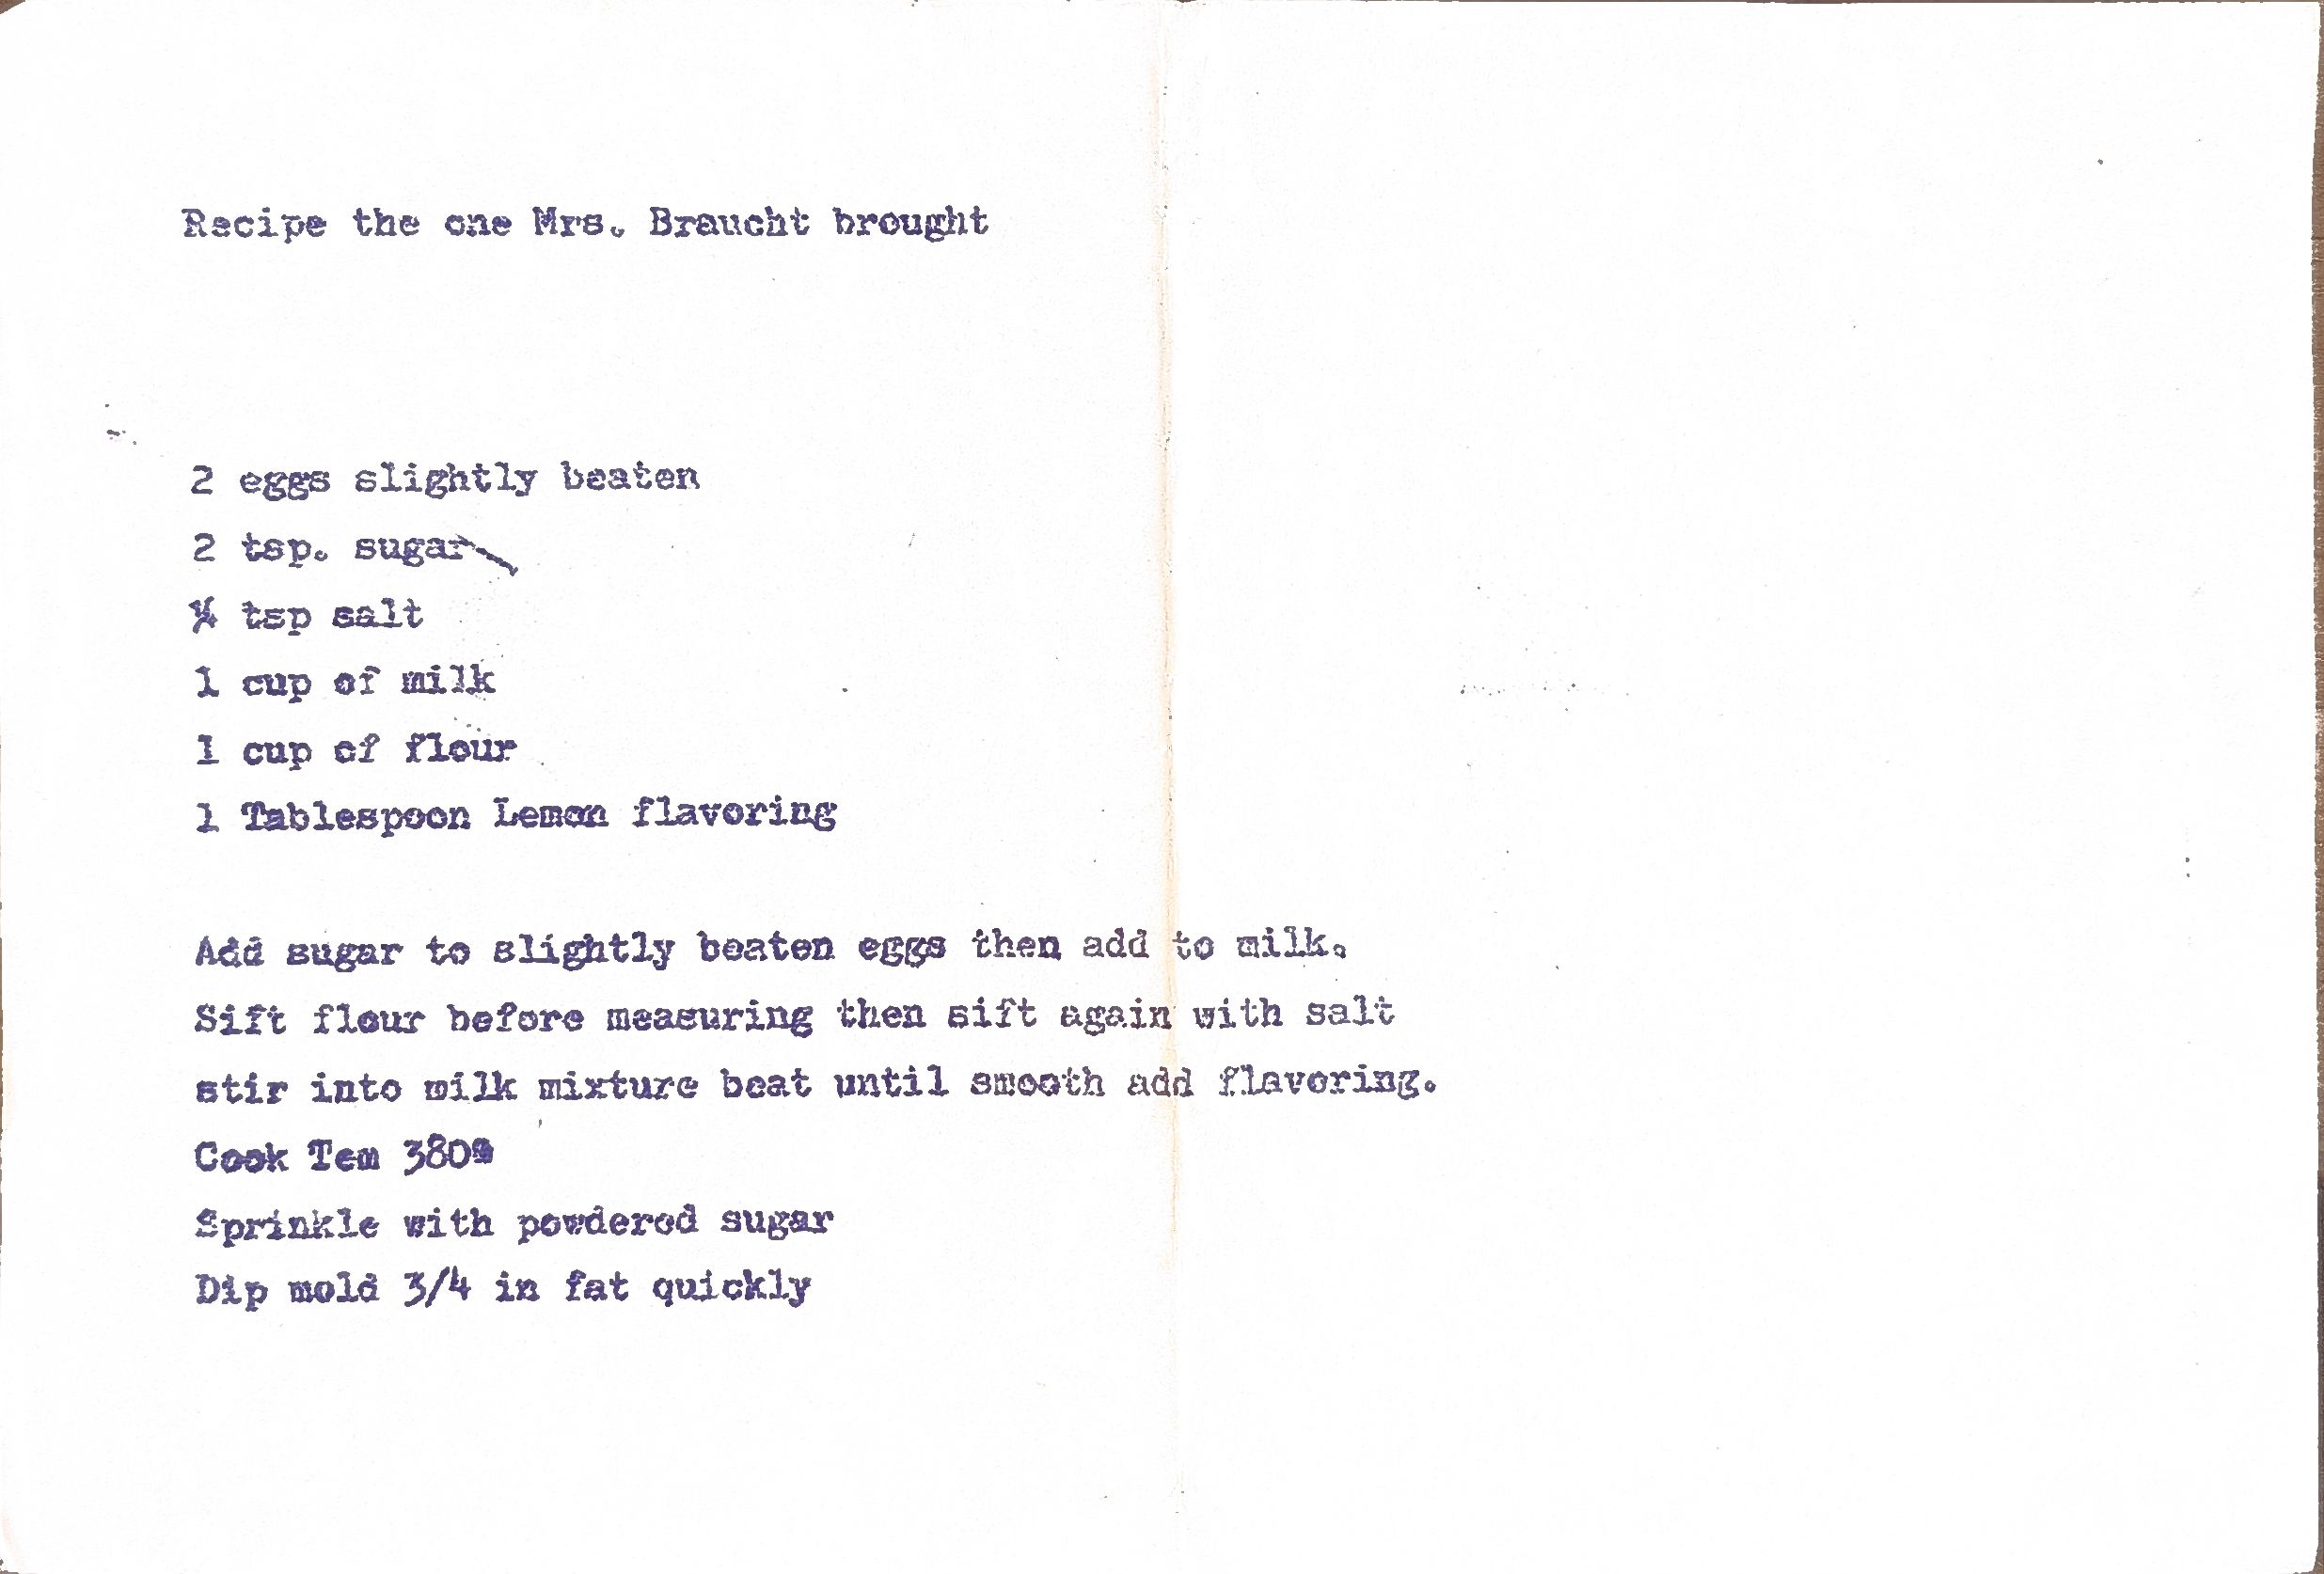 Recipe the one Mrs. Braucht brought
2 eggs slightly beaten
2 tsp. sugar
¼ tsp salt
1 cup of milk
1 cup of flour
1 Tablespoon Lemon flavoring
Add sugar to slightly beaten eggs then add to milk.
Sift flour before measuring then sift again with salt
stir into milk mixture beat until smooth add flavoring.
Cook Tem 380°
Sprinkle with powdered sugar
Dip mold 3/4 in fat quickly